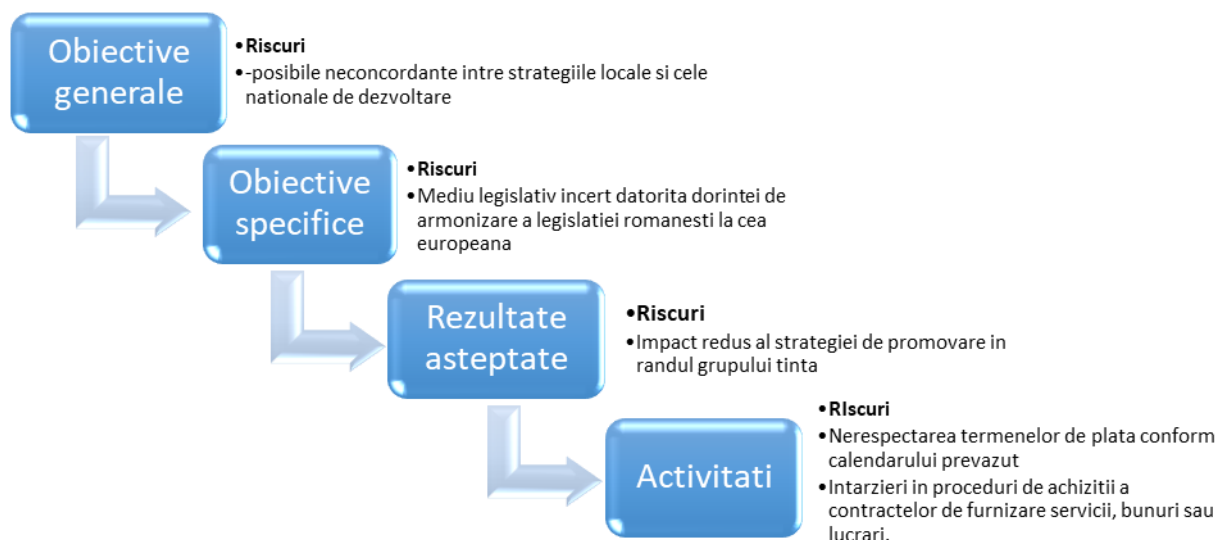 Obiective
generale
•Riscuri
•-posibile neconcordante intre strategiile locale si cele
nationale de dezvoltare
Obiective
specifice
•Riscuri
•Mediu legislativ incert datorita dorintei de
armonizare a legislatiei romanesti la cea
europeana
Rezultate
asteptate
•Riscuri
•Impact redus al strategiei de promovare in
randul grupului tinta
Activitati
•RIscuri
•Nerespectarea termenelor de plata conform
calendarului prevazut
•Intarzieri in proceduri de achizitii a
contractelor de furnizare servicii, bunuri sau
lucrari.